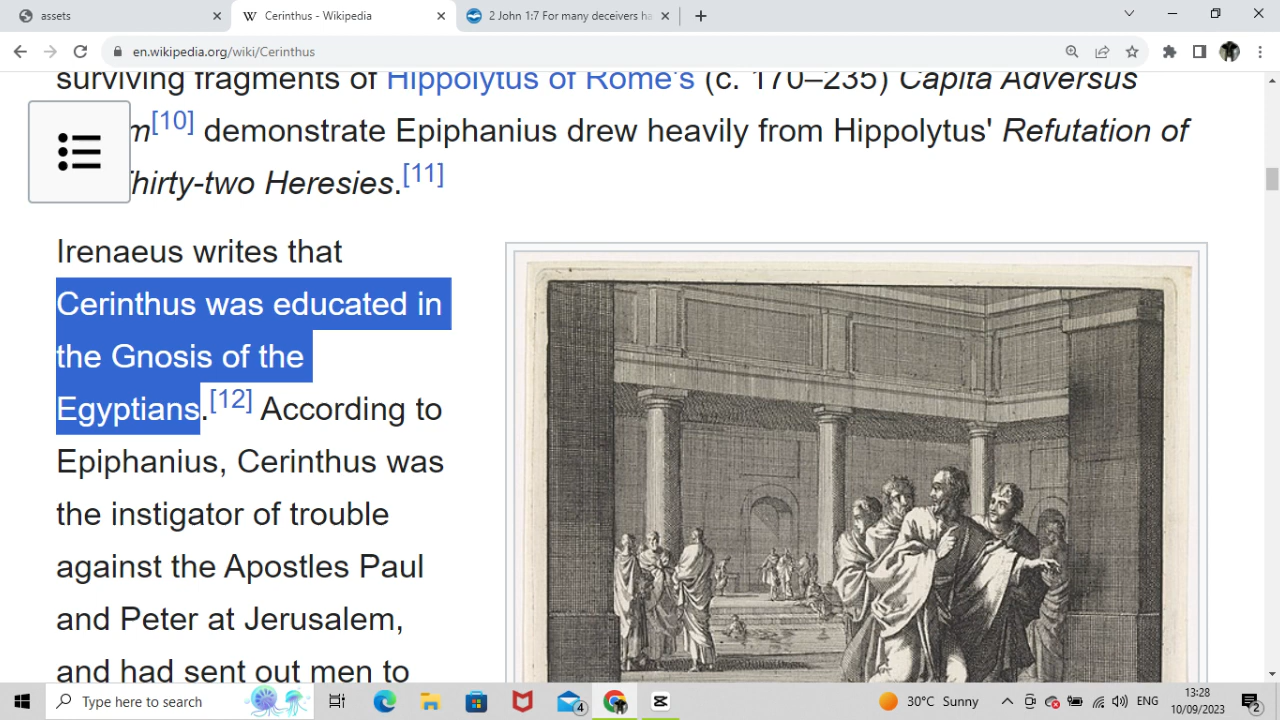 assets
Cerinthus - Wikipedia
2 John 1:7 For many deceivers ha
en.wikipedia.org/wiki/Cerinthus
surviving fragments of Hippolytus of Rome's (c. 170–235) Capita Adversus
m[10] demonstrate Epiphanius drew heavily from Hippolytus' Refutation of
Thirty-two Heresies.[11]
Irenaeus writes that
Cerinthus was educated in
the Gnosis of the
Egyptians.[12] According to
Epiphanius, Cerinthus was
the instigator of trouble
against the Apostles Paul
and Peter at Jerusalem,
and had sent out men to
Type here to search
4
30°C Sunny
ENG
13:28
10/09/2023
2